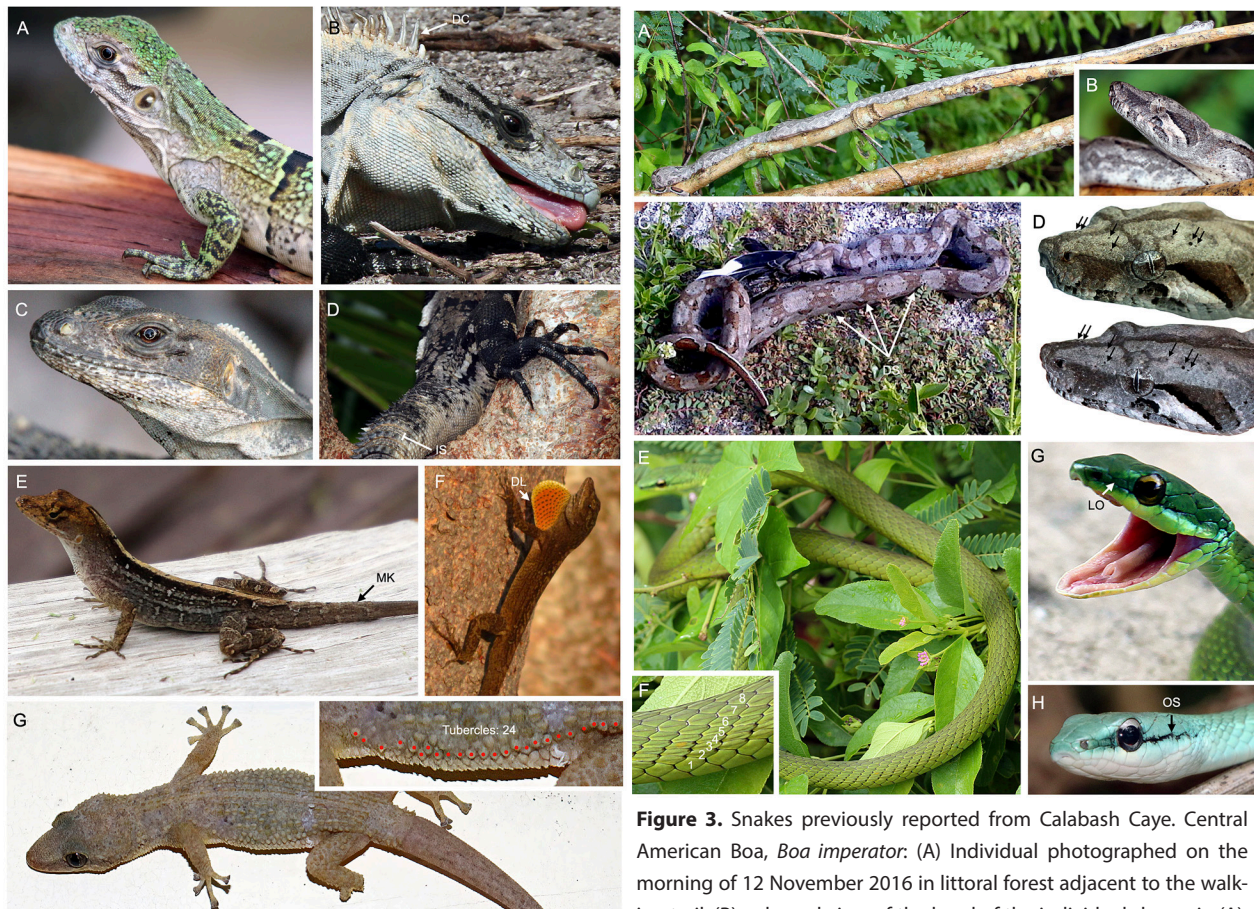 A
B
DC
C
D
IS
E
MK
F
DL
G
Tubercles: 24
A
B
C
DS
D
E
F
1 2 3 4 5 6 7 8
G
LO
H
OS
Figure 3. Snakes previously reported from Calabash Caye. Central
American Boa, Boa imperator: (A) Individual photographed on the
morning of 12 November 2016 in littoral forest adjacent to the walk-